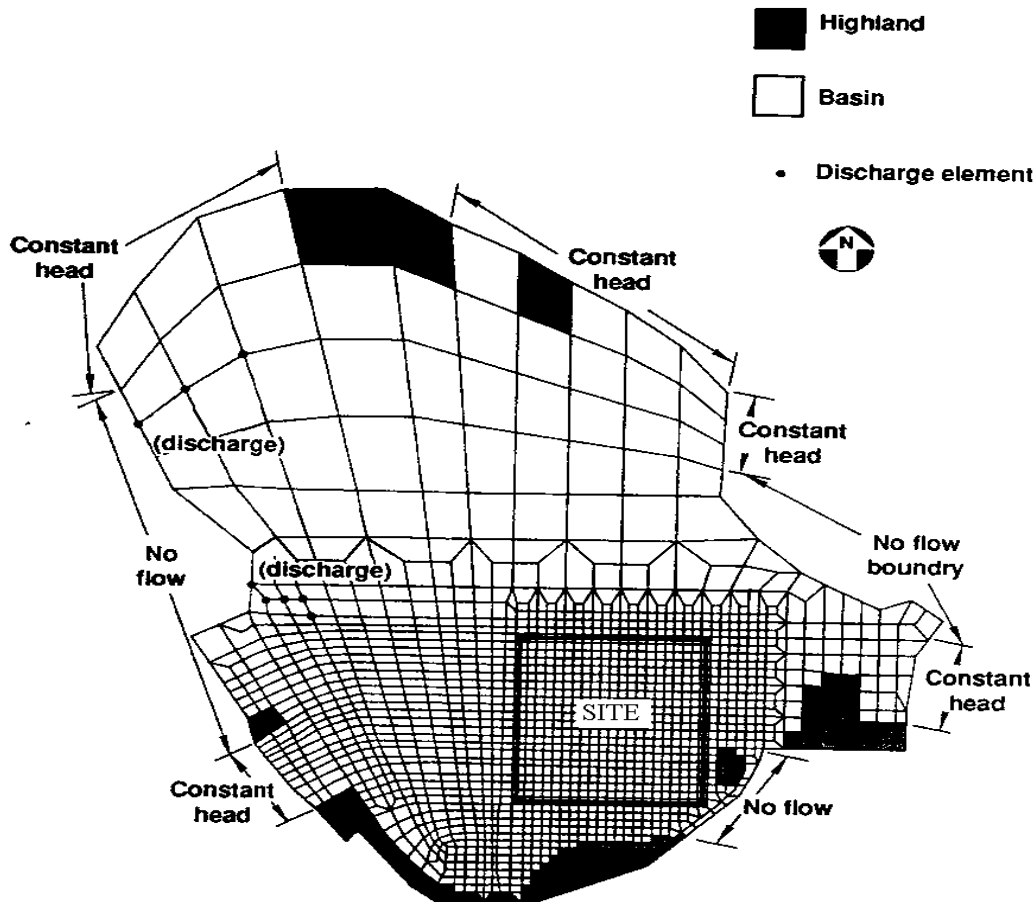 Highland
Basin
Discharge element
N
Constant
head
Constant
head
(discharge)
Constant
head
No
flow
(discharge)
No flow
boundry
SITE
Constant
head
Constant
head
No flow